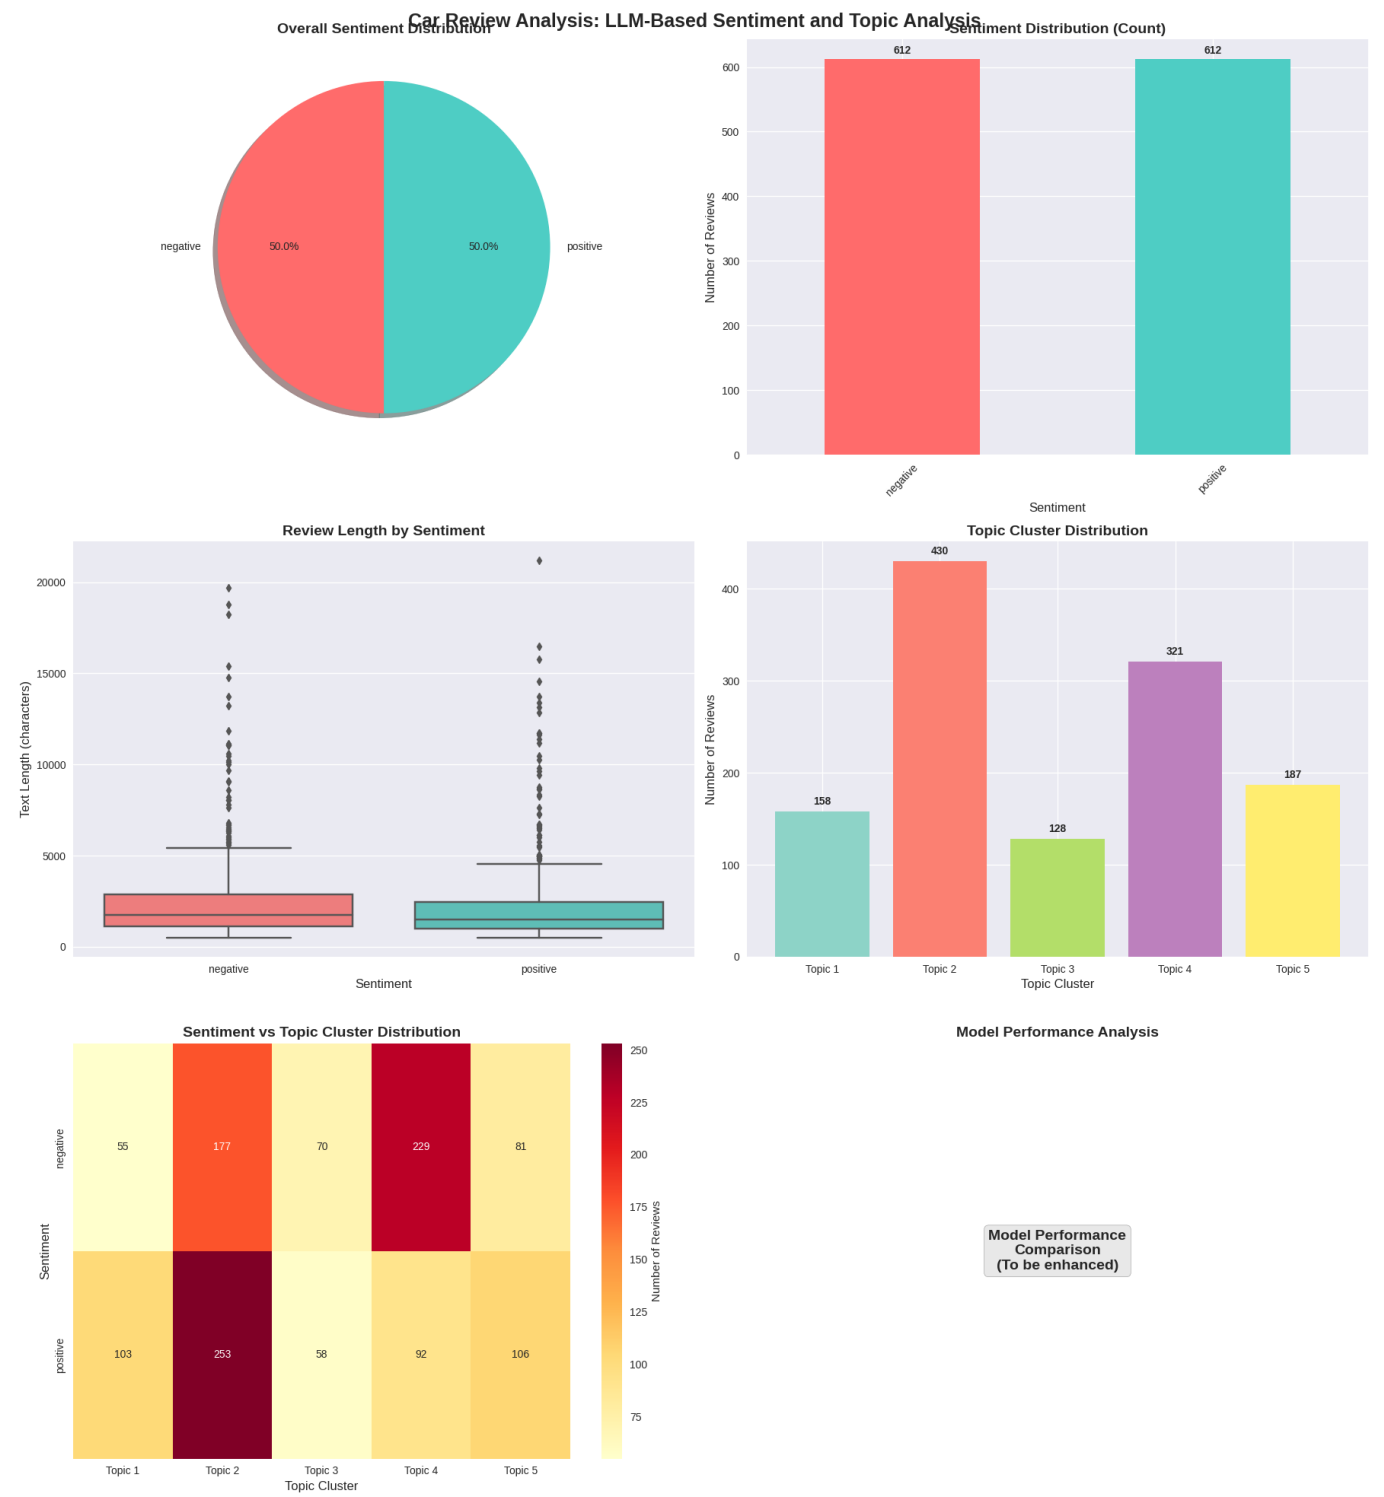 Car Review Analysis: LLM-Based Sentiment and Topic Analysis
Overall Sentiment Distribution
negative
50.0%
50.0%
positive
Sentiment Distribution (Count)
612
612
600
500
400
300
200
100
0
Number of Reviews
negative
positive
Sentiment
Review Length by Sentiment
20000
15000
10000
5000
0
Text Length (characters)
negative
positive
Sentiment
Topic Cluster Distribution
430
321
187
158
128
400
300
200
100
0
Number of Reviews
Topic 1
Topic 2
Topic 3
Topic 4
Topic 5
Topic Cluster
Sentiment vs Topic Cluster Distribution
negative
55
177
70
229
81
positive
103
253
58
92
106
Sentiment
Topic 1
Topic 2
Topic 3
Topic 4
Topic 5
Topic Cluster
250
225
200
175
150
125
100
75
Number of Reviews
Model Performance Analysis
Model Performance
Comparison
(To be enhanced)